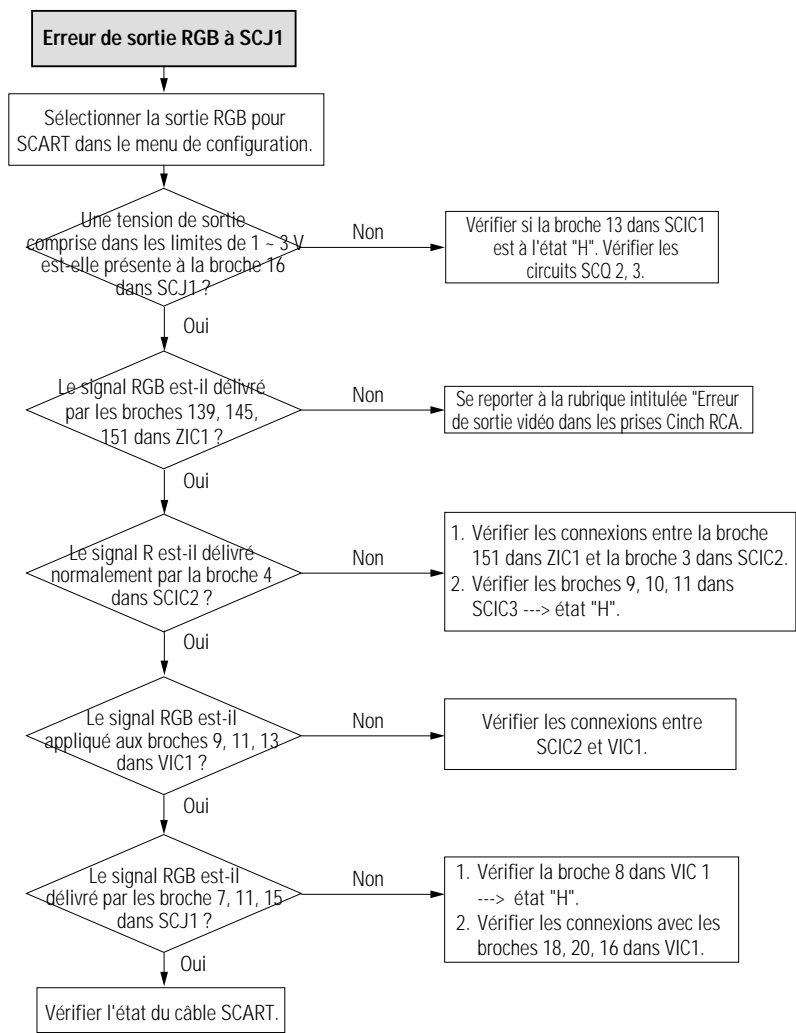 Erreur de sortie RGB à SCJ1
Sélectionner la sortie RGB pour
SCART dans le menu de configuration.
Une tension de sortie
comprise dans les limites de 1 ~ 3 V
est-elle présente à la broche 16
dans SCJ1 ?
Non
Vérifier si la broche 13 dans SCIC1
est à l'état "H". Vérifier les
circuits SCQ 2, 3.
Oui
Le signal RGB est-il délivré
par les broches 139, 145,
151 dans ZIC1 ?
Non
Se reporter à la rubrique intitulée "Erreur
de sortie vidéo dans les prises Cinch RCA.
Oui
Le signal R est-il délivré
normalement par la broche 4
dans SCIC2 ?
Non
1. Vérifier les connexions entre la broche
151 dans ZIC1 et la broche 3 dans SCIC2.
2. Vérifier les broches 9, 10, 11 dans
SCIC3 ---> état "H".
Oui
Le signal RGB est-il
appliqué aux broches 9, 11, 13
dans VIC1 ?
Non
Vérifier les connexions entre
SCIC2 et VIC1.
Oui
Le signal RGB est-il
délivré par les broche 7, 11, 15
dans SCJ1 ?
Non
1. Vérifier la broche 8 dans VIC 1
---> état "H".
2. Vérifier les connexions avec les
broches 18, 20, 16 dans VIC1.
Oui
Vérifier l'état du câble SCART.